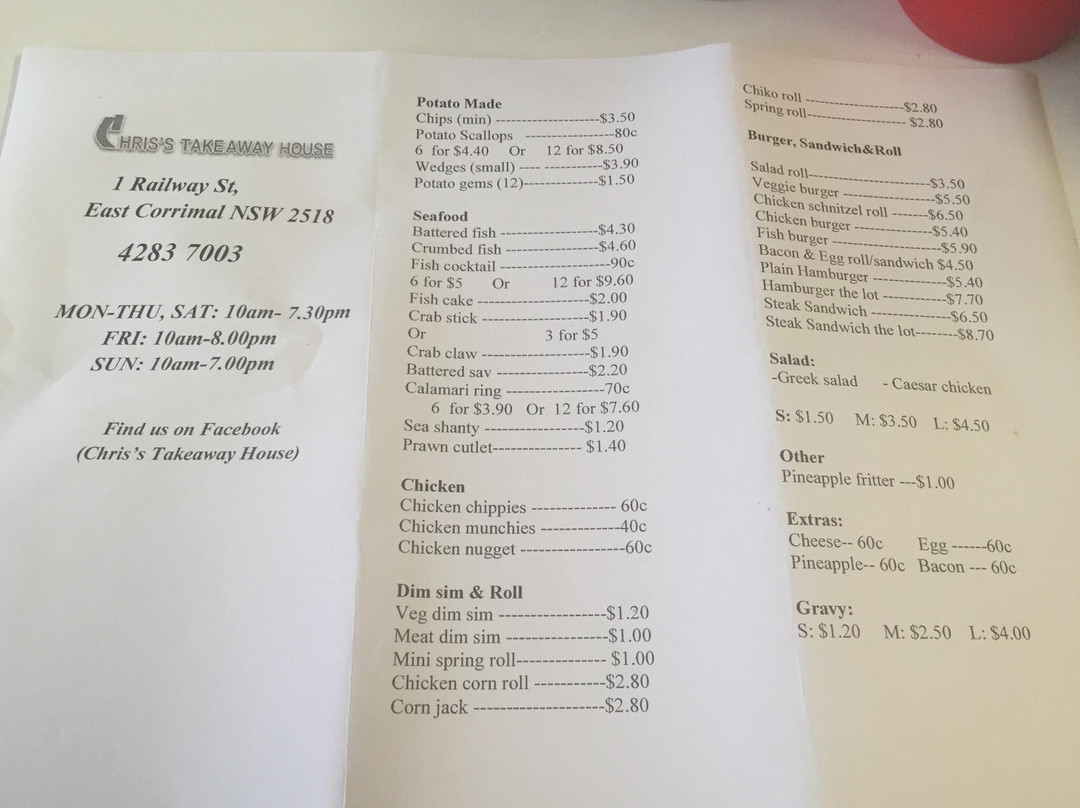 CHRIS'S TAKEAWAY HOUSE
1 Railway St,
East Corrimal NSW 2518
4283 7003
MON-THU, SAT: 10am- 7.30pm
FRI: 10am-8.00pm
SUN: 10am-7.00pm
Find us on Facebook
(Chris's Takeaway House)
Potato Made
Chips (min) ----------------------$3.50
Potato Scallops -----------------80c
6 for $4.40 Or 12 for $8.50
Wedges (small) ---- ------------$3.90
Potato gems (12)---------------$1.50
Seafood
Battered fish ---------------------$4.30
Crumbed fish --------------------$4.60
Fish cocktail ----------------------90c
6 for $5 Or 12 for $9.60
Fish cake ----------------------$2.00
Crab stick ---------------------$1.90
Or 3 for $5
Crab claw ---------------------$1.90
Battered sav ------------------$2.20
Calamari ring --------------------70c
6 for $3.90 Or 12 for $7.60
Sea shanty -------------------$1.20
Prawn cutlet----------------- $1.40
Chicken
Chicken chippies -------------- 60c
Chicken munchies -------------40c
Chicken nugget -----------------60c
Dim sim & Roll
Veg dim sim ------------------$1.20
Meat dim sim ----------------$1.00
Mini spring roll-------------- $1.00
Chicken corn roll -----------$2.80
Corn jack ---------------------$2.80
Chiko roll --------------------$2.80
Spring roll-------------------- $2.80
Burger, Sandwich&Roll
Salad roll------------------------$3.50
Veggie burger ------------------$5.50
Chicken schnitzel roll -------$6.50
Chicken burger ----------------$5.40
Fish burger ----------------------$5.90
Bacon & Egg roll/sandwich $4.50
Plain Hamburger --------------$5.40
Hamburger the lot ------------$7.70
Steak Sandwich ----------------$6.50
Steak Sandwich the lot--------$8.70
Salad:
-Greek salad - Caesar chicken
S: $1.50 M: $3.50 L: $4.50
Other
Pineapple fritter ---$1.00
Extras:
Cheese-- 60c Egg ------60c
Pineapple-- 60c Bacon --- 60c
Gravy:
S: $1.20 M: $2.50 L: $4.00